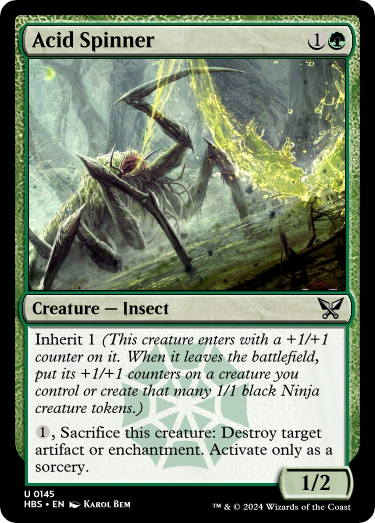 Acid Spinner 1
Creature — Insect
Inherit 1 (This creature enters with a +1/+1
counter on it. When it leaves the battlefield,
put its +1/+1 counters on a creature you
control or create that many 1/1 black Ninja
creature tokens.)
1, Sacrifice this creature: Destroy target
artifact or enchantment. Activate only as a
sorcery.
1/2
U 0145
HBS • EN Karol Bem
™ & © 2024 Wizards of the Coast